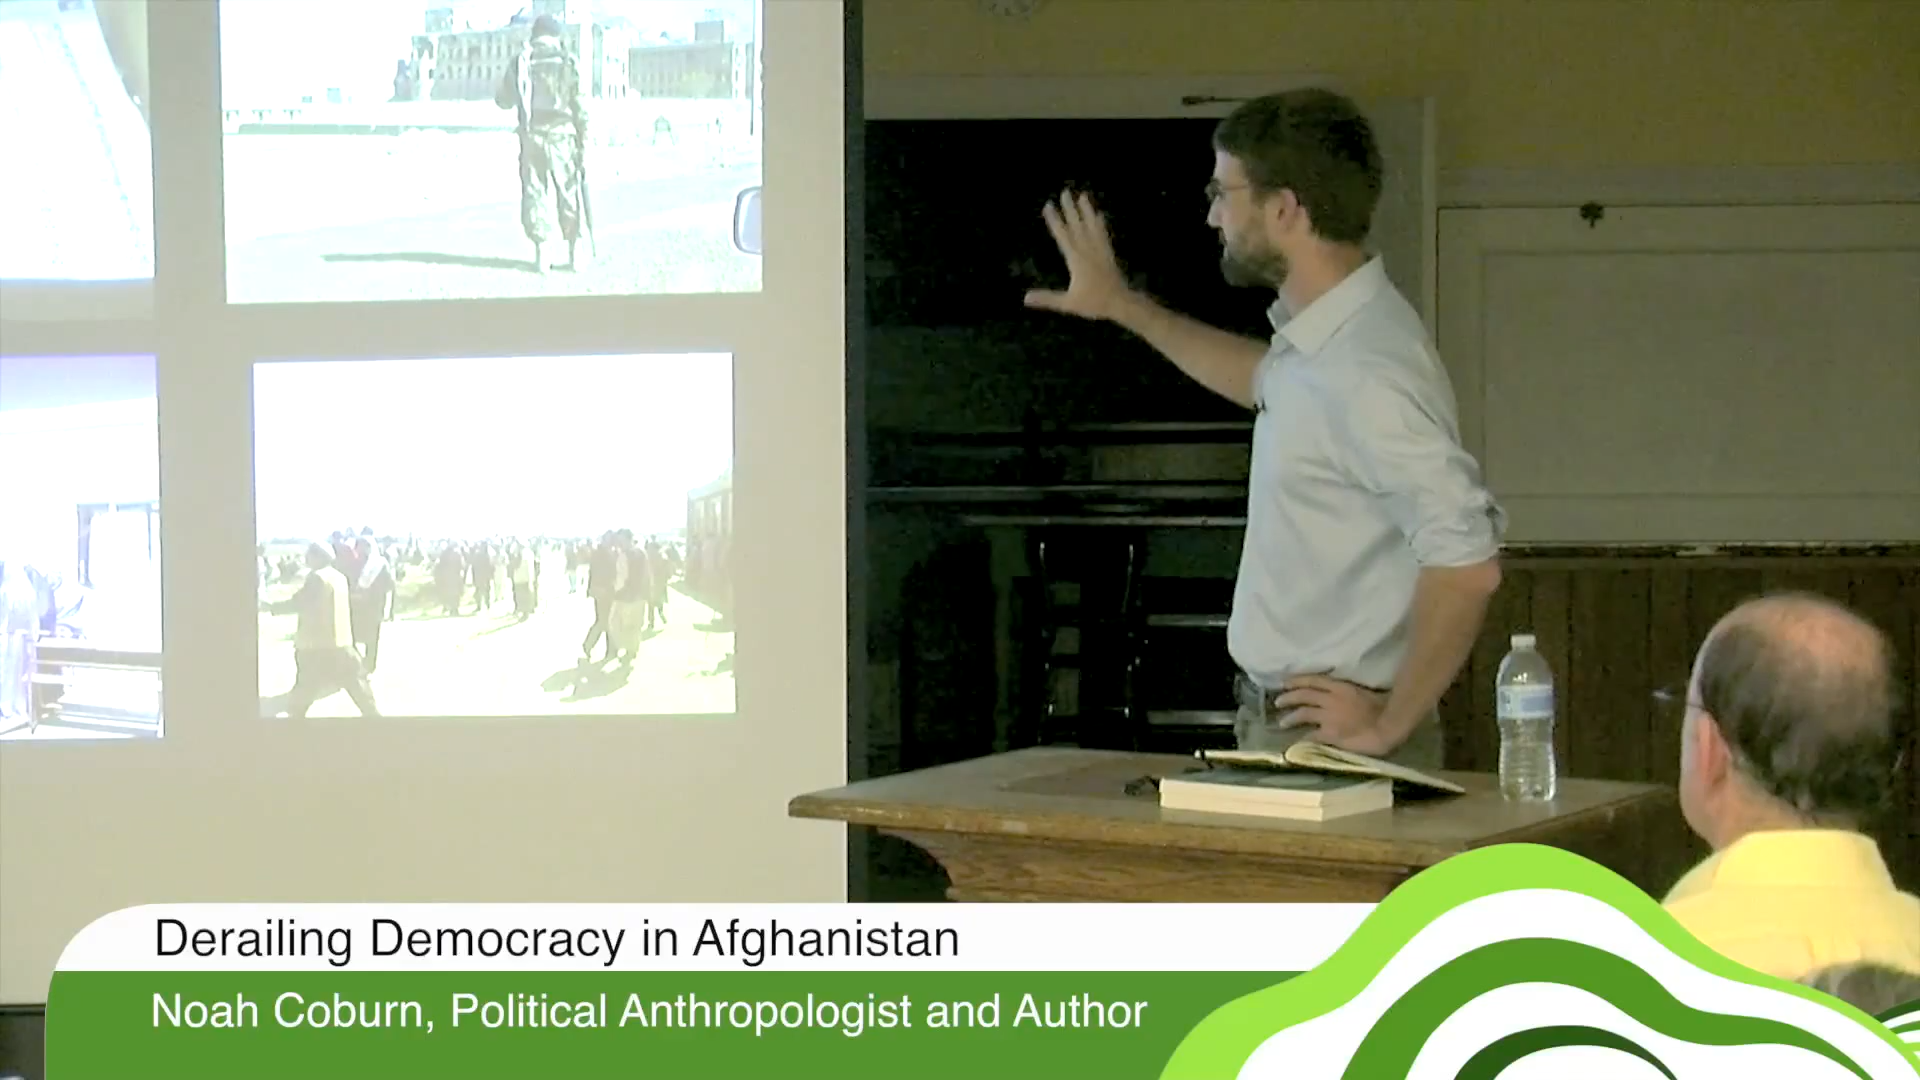 Derailing Democracy in Afghanistan
Noah Coburn, Political Anthropologist and Author